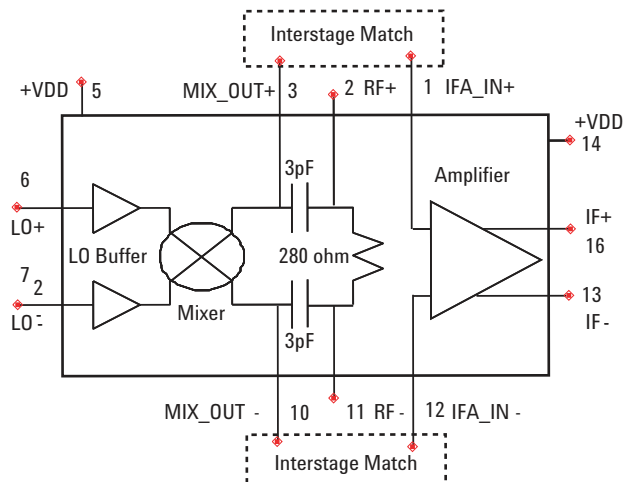 Interstage Match
+VDD 5
MIX_OUT+ 3
2 RF+
1 IFA_IN+
+VDD
14
3pF
Amplifier
6
LO+
LO Buffer
280 ohm
IF+
16
7
2
LO-
Mixer
13
IF-
3pF
MIX_OUT - 10
11 RF-
12 IFA_IN -
Interstage Match